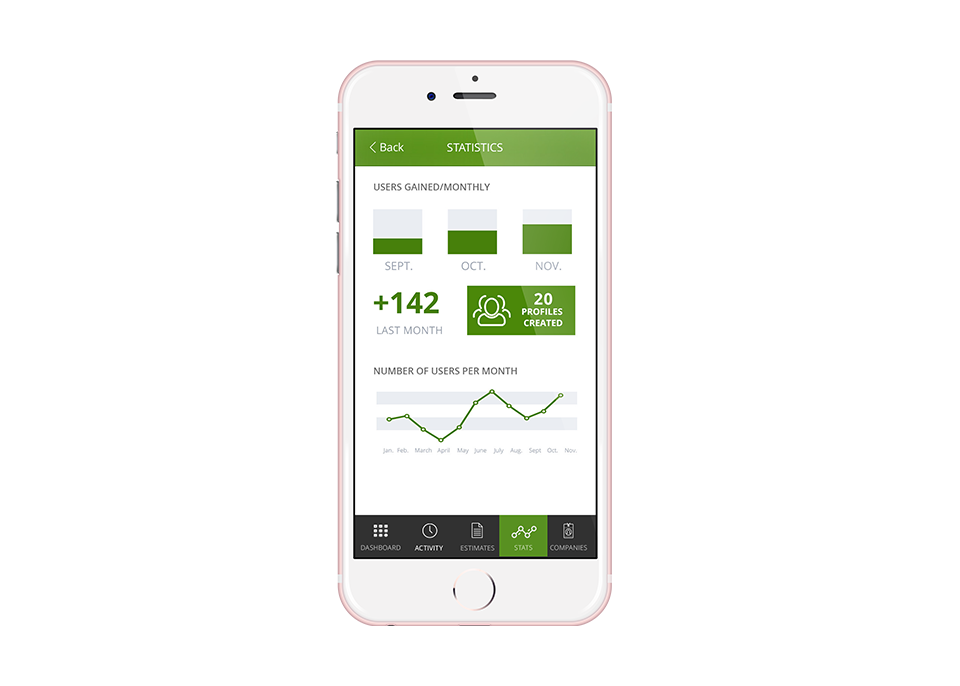 Back
STATISTICS
USERS GAINED/MONTHLY
SEPT.
OCT.
NOV.
+142
LAST MONTH
20
PROFILES
CREATED
NUMBER OF USERS PER MONTH
Jan. Feb. March April May June July Aug. Sept Oct. Nov.
DASHBOARD
ACTIVITY
ESTIMATES
STATS
COMPANIES